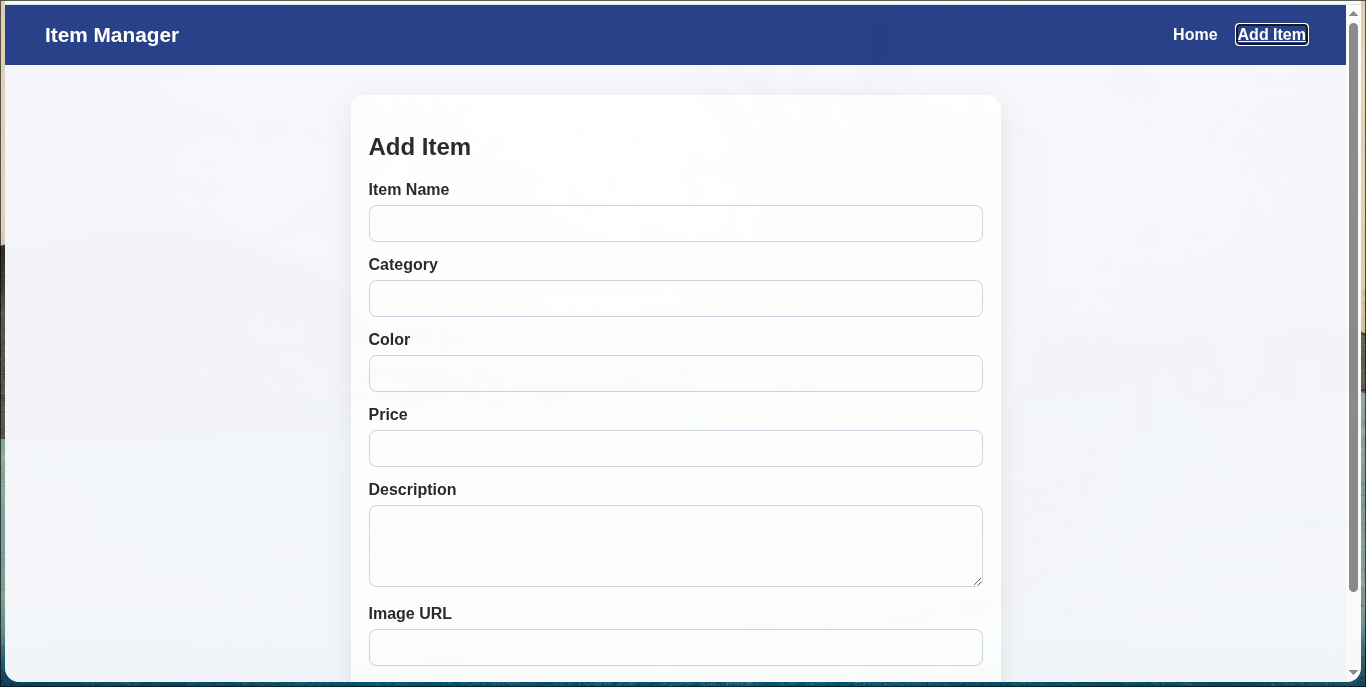 Item Manager
Home
Add Item
Add Item
Item Name
Category
Color
Price
Description
Image URL